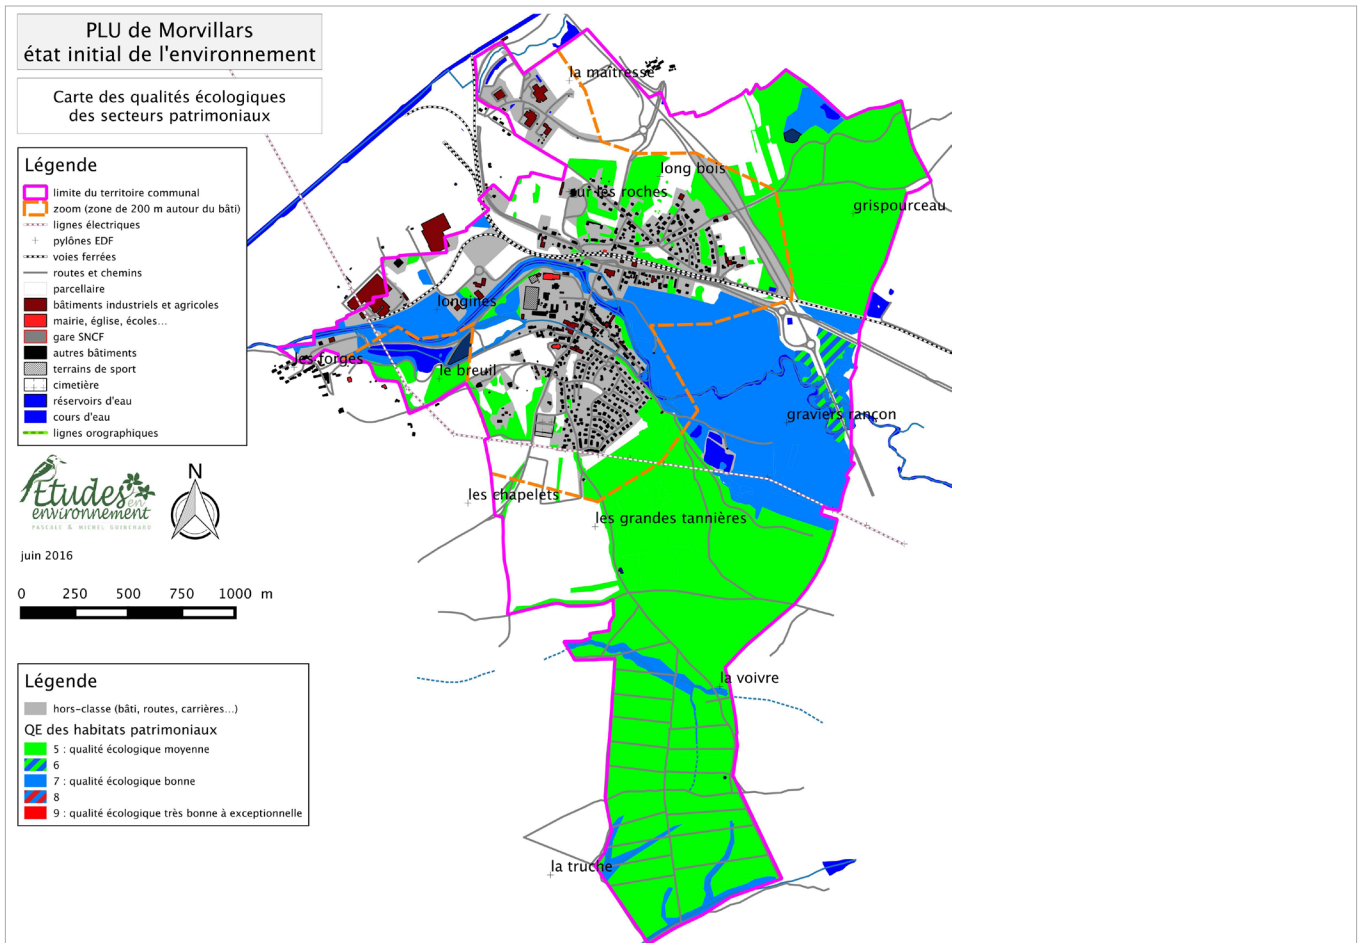 PLU de Morvillars
état initial de l'environnement
Carte des qualités écologiques
des secteurs patrimoniaux
Légende
limite du territoire communal
zoom (zone de 200 m autour du bâti)
lignes électriques
pylônes EDF
voies ferrées
routes et chemins
parcellaire
bâtiments industriels et agricoles
mairie, église, écoles...
gare SNCF
autres bâtiments
terrains de sport
cimetière
réservoirs d'eau
cours d'eau
lignes orographiques
Etudes en
environnement
PASCALE & MICHEL GUINCHARD
N
juin 2016
0 250 500 750 1000 m
Légende
hors-classe (bâti, routes, carrières...)
QE des habitats patrimoniaux
5 : qualité écologique moyenne
6
7 : qualité écologique bonne
8
9 : qualité écologique très bonne à exceptionnelle
la maitresse
long bois
sur les roches
grispourceau
longines
les forges
le breuil
graviers rançon
les chapelets
les grandes tannières
la voivre
la truche